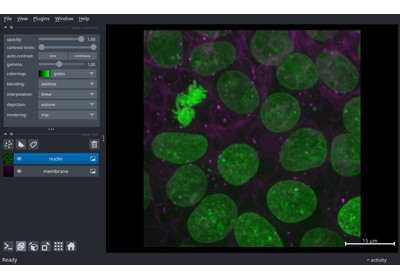 File View Plugins Window Help
opacity: 1.00
contrast limits:
auto-contrast: once continuous
gamma: 1.00
colormap: green
blending: additive
interpolation: linear
depiction: volume
rendering: mip
nuclei
membrane
15 µm
Ready
activity